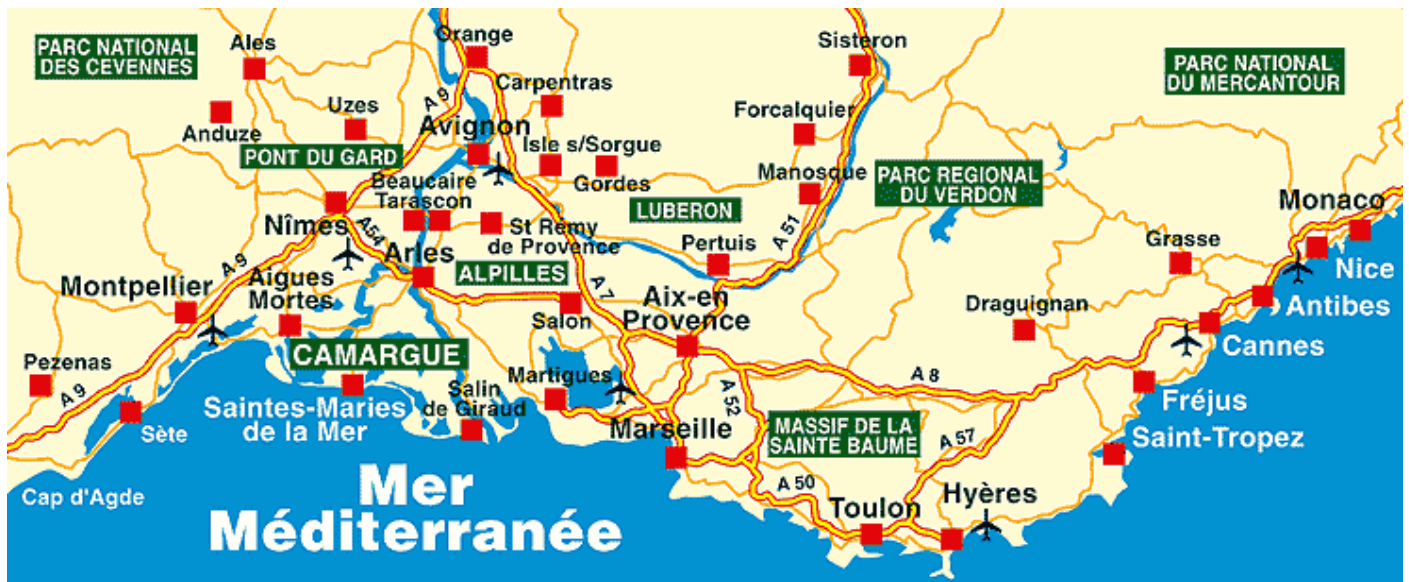 PARC NATIONAL
DES CEVENNES
Ales
Orange
Sisteron
PARC NATIONAL
DU MERCANTOUR
Carpentras
A 9
Uzes
Anduze
Avignon
Forcalquier
PONT DU GARD
Isle s/Sorgue
Gordes
Manosque
PARC REGIONAL
DU VERDON
Beaucaire
Tarascon
LUBERON
Monaco
Nîmes
A54
St Rémy
de Provence
Pertuis
A 51
Grasse
Nice
Arles
ALPILLES
A 9
Montpellier
Aigues
Mortes
A 7
Aix-en
Provence
Salon
Draguignan
Antibes
Cannes
CAMARGUE
Pezenas
A 9
Martigues
A 52
A 8
Salin
de Giraud
Saintes-Maries
de la Mer
Fréjus
Sète
Marseille
MASSIF DE LA
SAINTE BAUME
A 57
Saint-Tropez
Cap d'Agde
Mer
Méditerranée
A 50
Toulon
Hyères